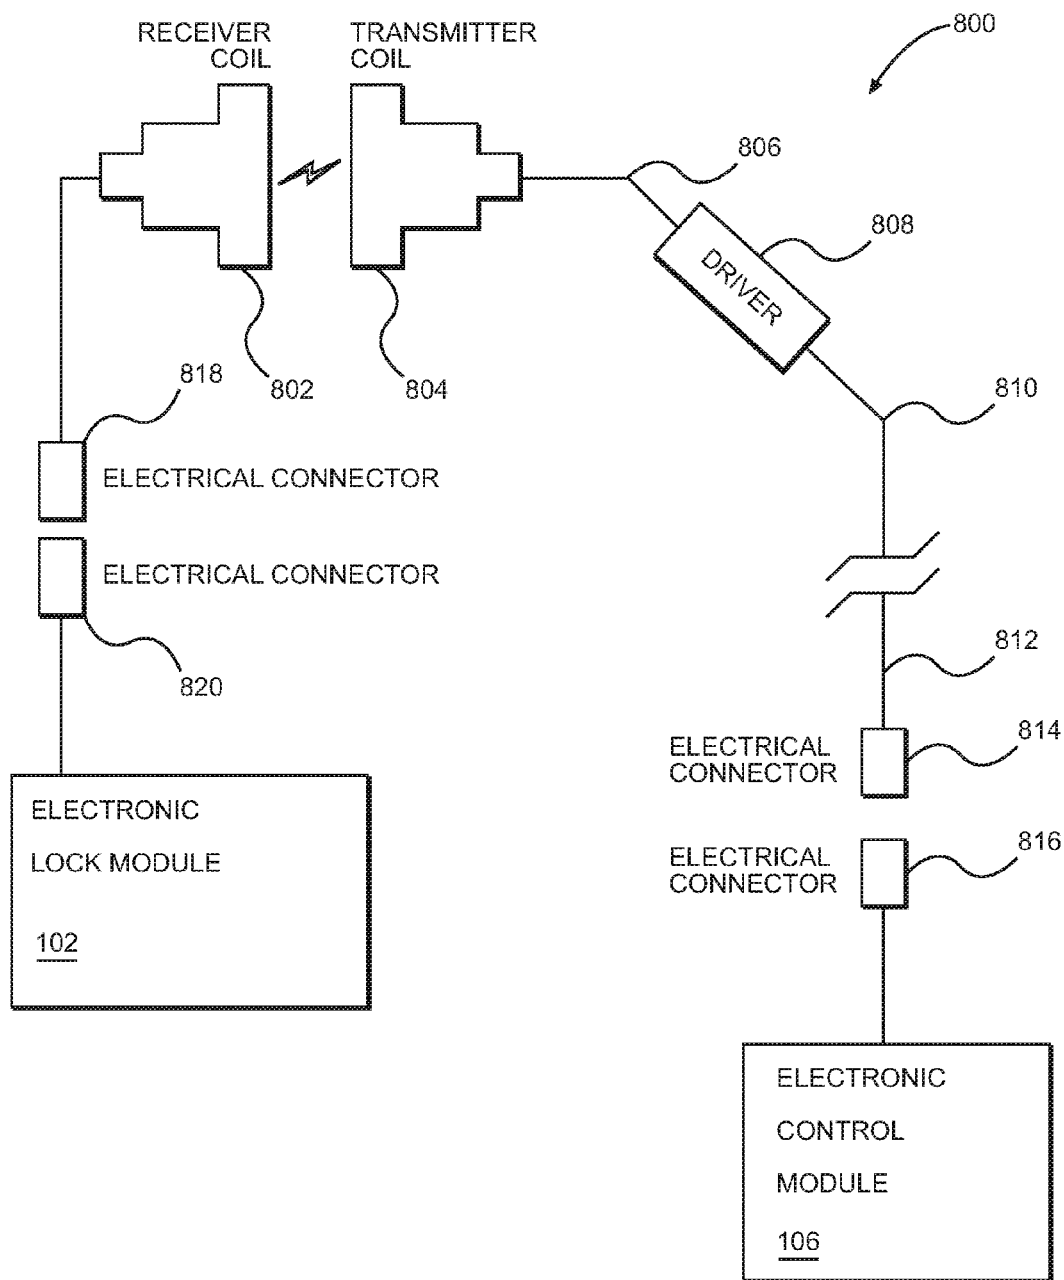 800
RECEIVER
COIL
TRANSMITTER
COIL
806
808
DRIVER
802
804
818
810
ELECTRICAL CONNECTOR
ELECTRICAL CONNECTOR
820
812
814
ELECTRICAL
CONNECTOR
816
ELECTRICAL
CONNECTOR
ELECTRONIC
LOCK MODULE
102
ELECTRONIC
CONTROL
MODULE
106